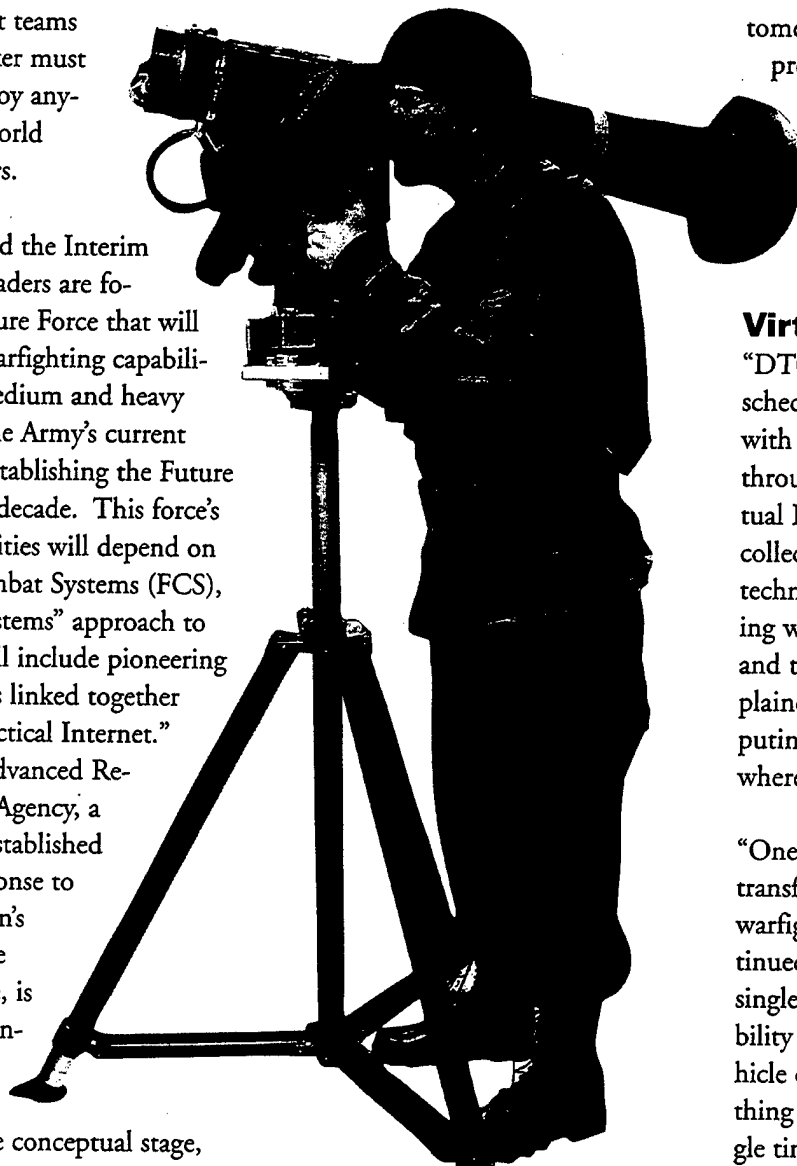 t teams
ter must
oy any-
orld
s.
d the Interim
aders are fo-
ure Force that will
arfighting capabili-
edium and heavy
e Army's current
tablishing the Future
decade. This force's
ities will depend on
mbat Systems (FCS),
stems” approach to
ll include pioneering
s linked together
ctical Internet.”
dvanced Re-
Agency, a
stablished
onse to
n's
e
, is
n-
e conceptual stage,
tome
pr
Virt
“DT
sched
with
throu
tual
collec
techn
ing w
and t
plaine
putin
where
“One
transf
warfig
tinued
single
bility
hicle
thing
gle tin